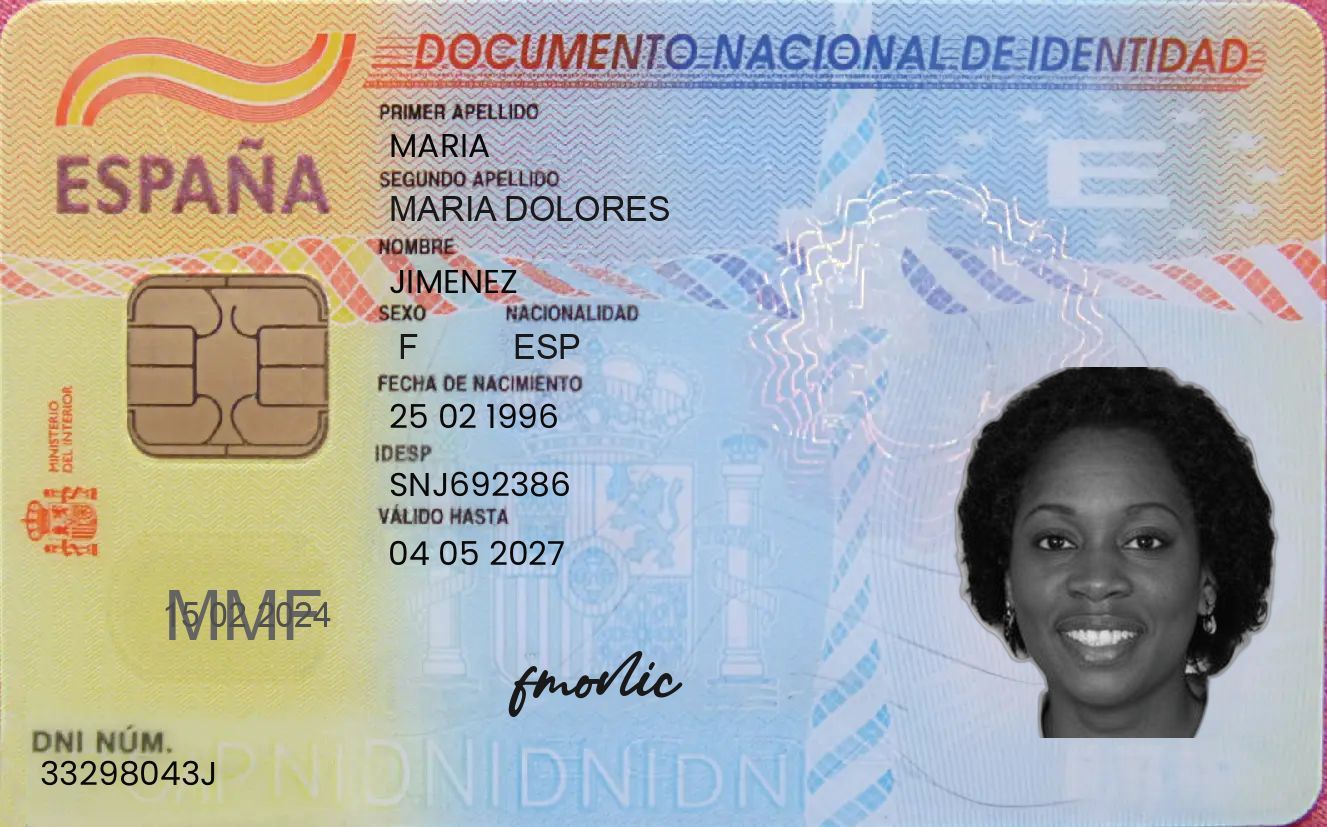 DOCUMENTO NACIONAL DE IDENTIDAD
ESPAÑA
PRIMER APELLIDO
MARIA
SEGUNDO APELLIDO
MARIA DOLORES
NOMBRE
JIMENEZ
SEXO NACIONALIDAD
F ESP
FECHA DE NACIMIENTO
25 02 1996
IDESP
SNJ692386
VÁLIDO HASTA
04 05 2027
MINISTERIO
DEL INTERIOR
E
MMF
15 02 2024
DNI NÚM.
33298043J
DNIDNIDNIDNI